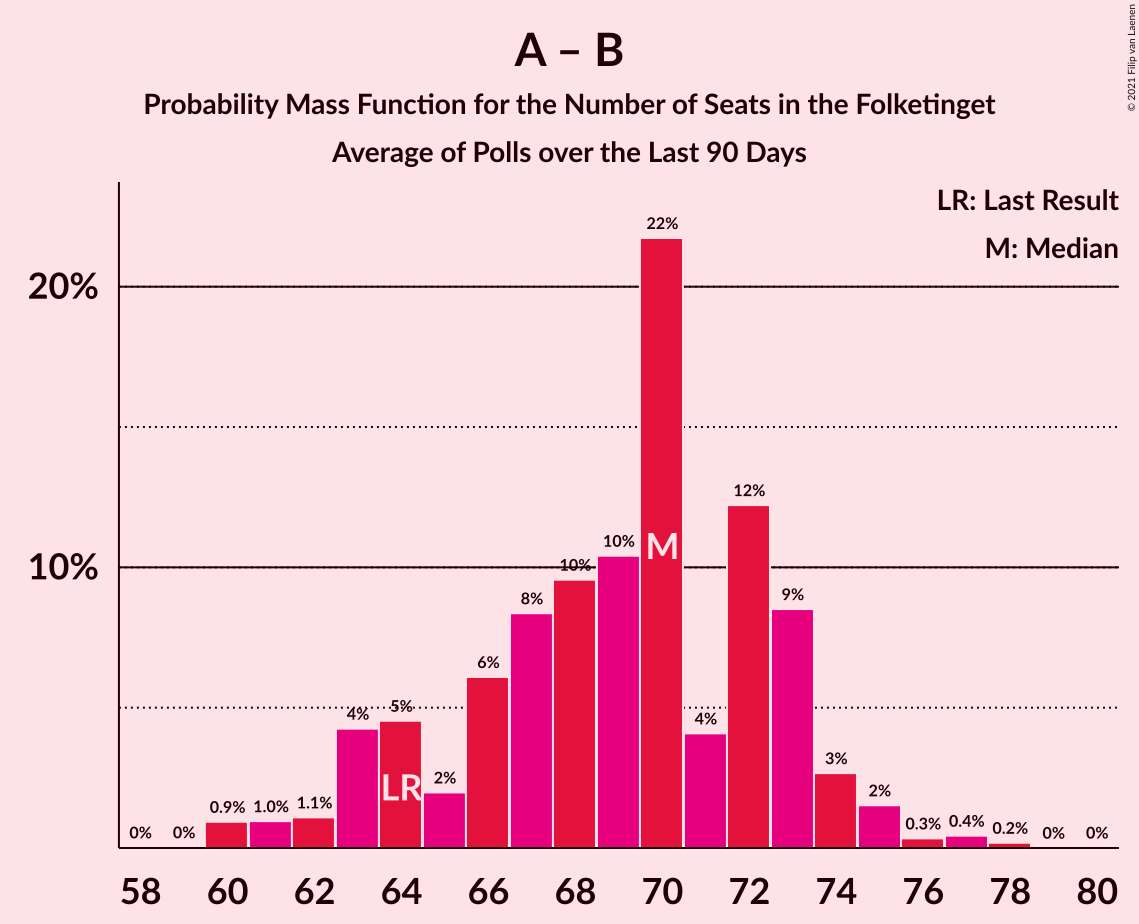 A – B
Probability Mass Function for the Number of Seats in the Folketinget
Average of Polls over the Last 90 Days
© 2021 Filip van Laenen
LR: Last Result
M: Median
20%
10%
0% 0% 0.9% 1.0% 1.1% 4% 5% 2% 6% 8% 10% 10% 22% 4% 12% 9% 3% 2% 0.3% 0.4% 0.2% 0% 0%
LR
M
58 60 62 64 66 68 70 72 74 76 78 80